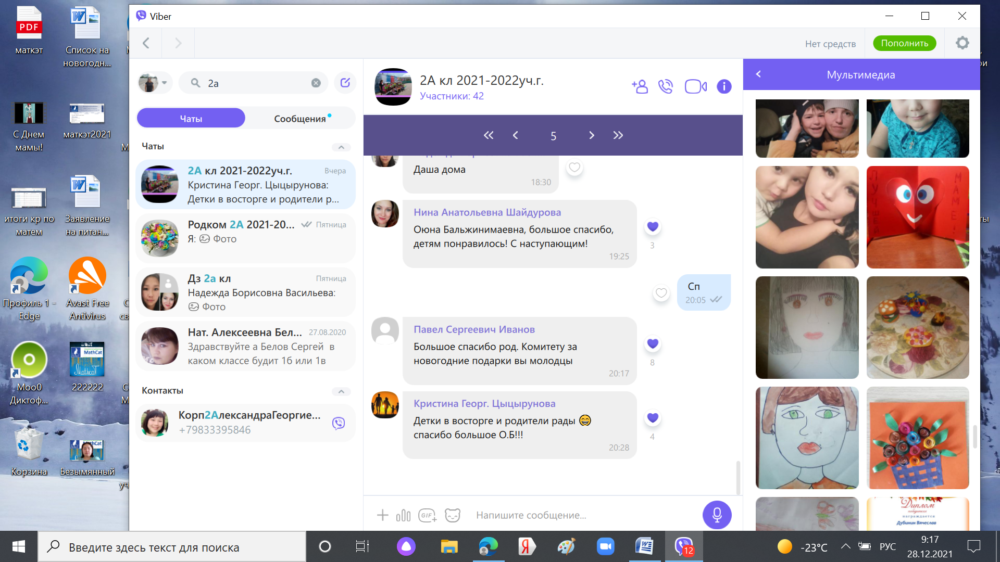 Viber
Нет средств
Пополнить
маткэт
Список на
новогодн...
С Днем
мамы!
маткэт2021
итоги кр по
матем
Заявление
на питан...
Профиль 1 -
Edge
Avast Free
Antivirus
Moo0
Диктоф...
222222
Корзина
Безымянный
2а
Чаты
Сообщения
Чаты
2А кл 2021-2022уч.г.
Вчера
Кристина Георг. Цыцырунова:
Детки в восторге и родители р...
Родком 2А 2021-20...
Пятница
Я: Фото
Дз 2а кл
Пятница
Надежда Борисовна Васильева:
Фото
Нат. Алексеевна Бел...
27.08.2020
Здравствуйте а Белов Сергей в
каком классе будит 1б или 1в
Контакты
Корп2АлександраГеоргие...
+79833395846
2А кл 2021-2022уч.г.
Участники: 42
5
Даша дома
18:30
Нина Анатольевна Шайдурова
Оюна Бальжинимаевна, большое спасибо,
детям понравилось! С наступающим!
19:25
3
Сп
20:05
Павел Сергеевич Иванов
Большое спасибо род. Комитету за
новогодние подарки вы молодцы
20:17
8
Кристина Георг. Цыцырунова
Детки в восторге и родители рады
спасибо большое О.Б!!!
20:28
4
GIF
Напишите сообщение...
Мультимедиа
МАМЕ!
Диплом
награждается
Дубинин Вячеслав
Введите здесь текст для поиска
12
-23°C
РУС
9:17
28.12.2021